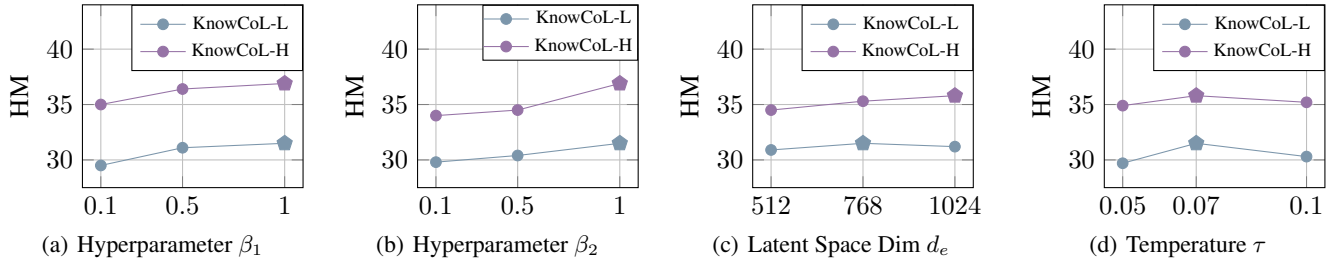 HM
40
35
30
0.1 0.5 1
KnowCoL-L
KnowCoL-H
(a) Hyperparameter β₁
HM
40
35
30
0.1 0.5 1
KnowCoL-L
KnowCoL-H
(b) Hyperparameter β₂
HM
40
35
30
512 768 1024
KnowCoL-L
KnowCoL-H
(c) Latent Space Dim dₑ
HM
40
35
30
0.05 0.07 0.1
KnowCoL-L
KnowCoL-H
(d) Temperature τ